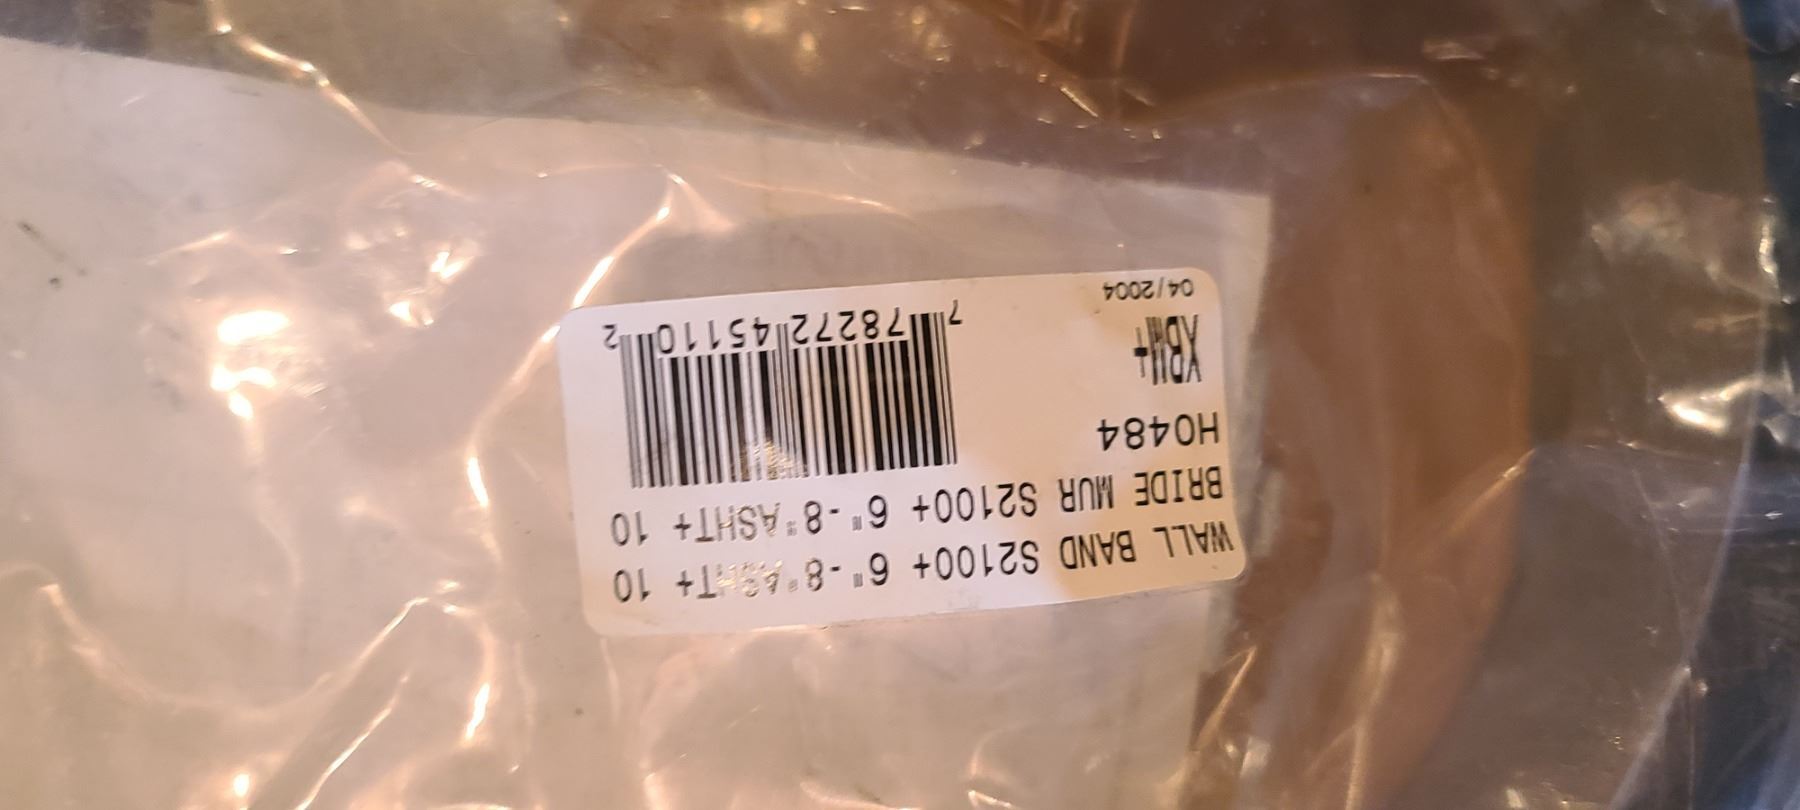 WALL BAND S2100+ 6"-8"ASHT+ 10
BRIDE MUR S2100+ 6"-8"ASHT+ 10
H0484
04/2004
7 78272 45110 2